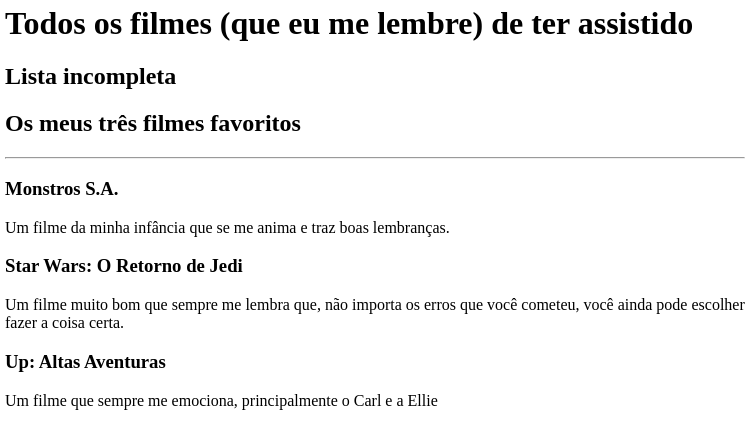 Todos os filmes (que eu me lembre) de ter assistido
Lista incompleta
Os meus três filmes favoritos
Monstros S.A.
Um filme da minha infância que se me anima e traz boas lembranças.
Star Wars: O Retorno de Jedi
Um filme muito bom que sempre me lembra que, não importa os erros que você cometeu, você ainda pode escolher
fazer a coisa certa.
Up: Altas Aventuras
Um filme que sempre me emociona, principalmente o Carl e a Ellie